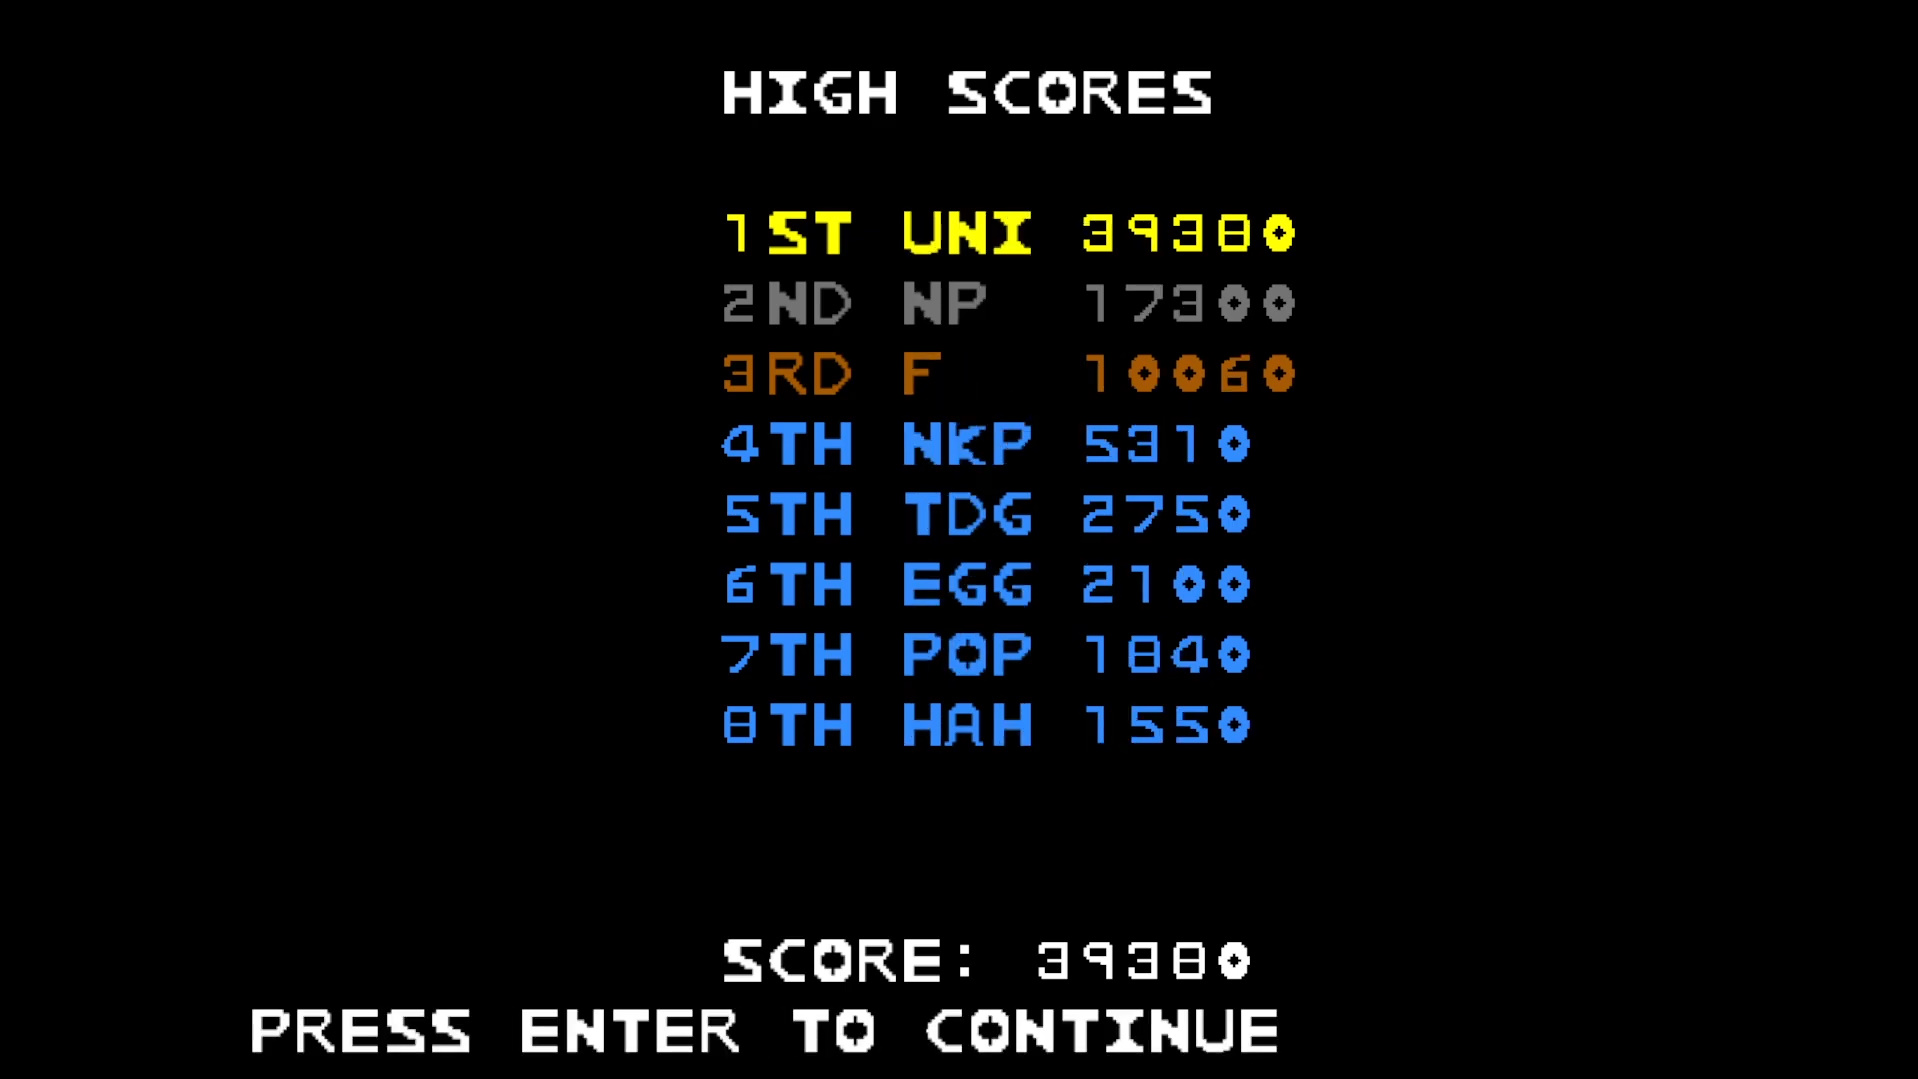 HIGH SCORES
1ST UNI 39380
2ND NP 17300
3RD F 10060
4TH NKP 5310
5TH TDG 2750
6TH EGG 2100
7TH POP 1840
8TH HAH 1550
SCORE: 39380
PRESS ENTER TO CONTINUE